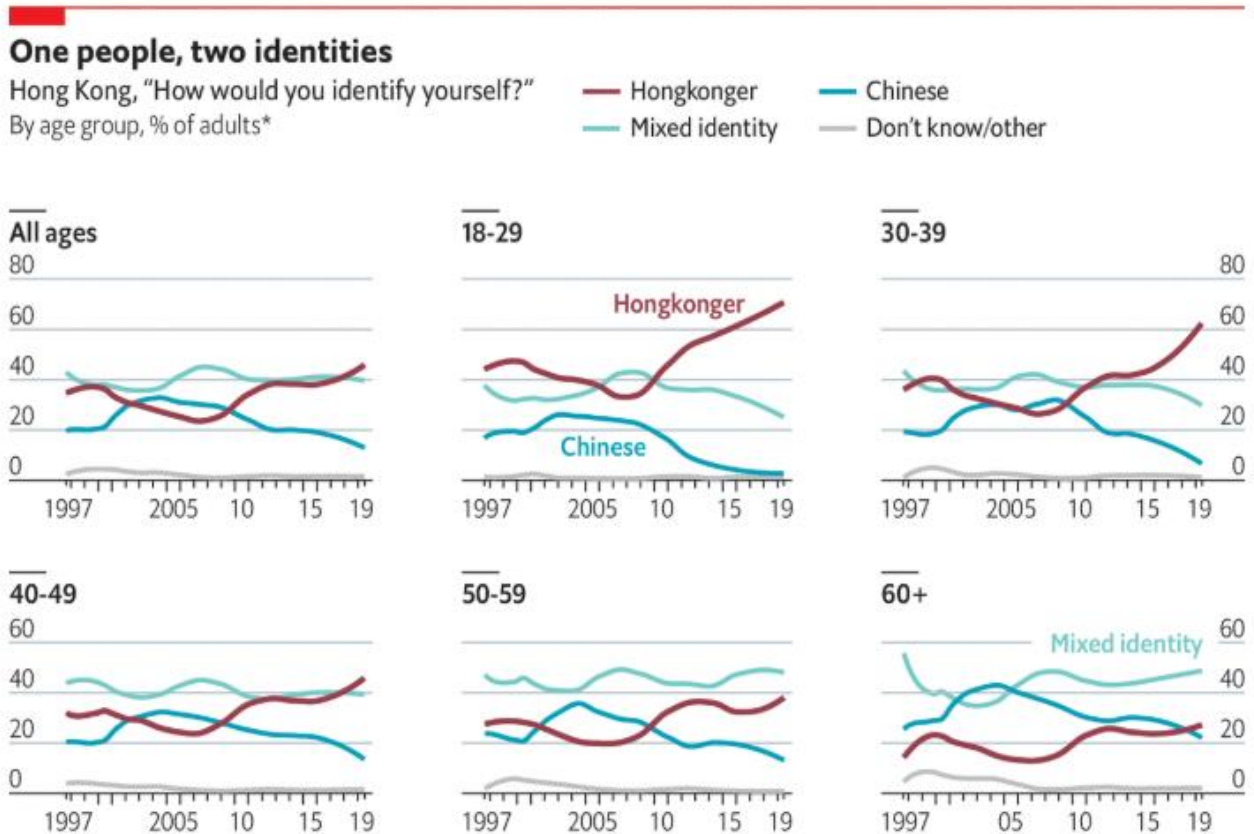 One people, two identities
Hong Kong, “How would you identify yourself?”
By age group, % of adults*
Hongkonger
Chinese
Mixed identity
Don’t know/other
All ages
80
60
40
20
0
1997 2005 10 15 19
18-29
Hongkonger
Chinese
1997 2005 10 15 19
30-39
80
60
40
20
0
1997 2005 10 15 19
40-49
60
40
20
0
1997 2005 10 15 19
50-59
1997 2005 10 15 19
60+
60
Mixed identity
40
20
0
1997 05 10 15 19